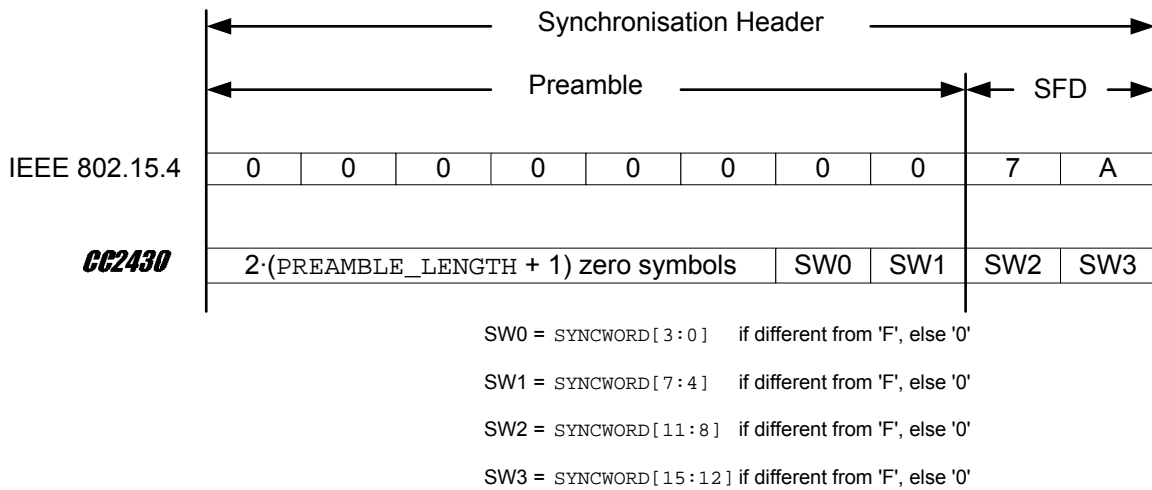 Synchronisation Header
Preamble SFD
IEEE 802.15.4 0 0 0 0 0 0 0 0 7 A
CC2430 2·(PREAMBLE_LENGTH + 1) zero symbols SW0 SW1 SW2 SW3
SW0 = SYNCWORD[3:0] if different from 'F', else '0'
SW1 = SYNCWORD[7:4] if different from 'F', else '0'
SW2 = SYNCWORD[11:8] if different from 'F', else '0'
SW3 = SYNCWORD[15:12] if different from 'F', else '0'